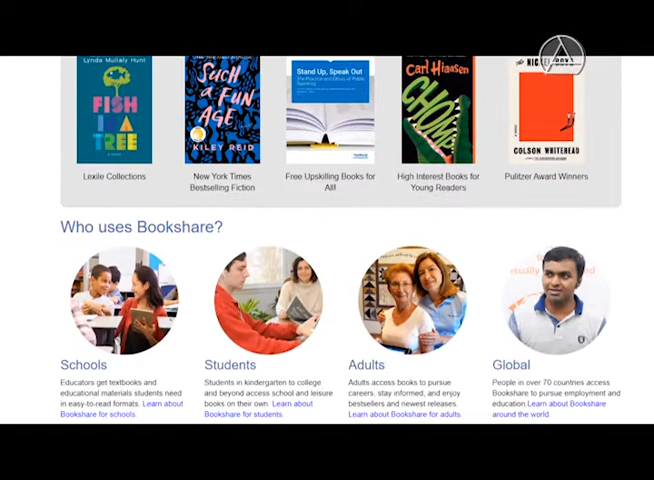 Lynda Mullaly Hunt
FISH
IN A
TREE
SUCH
a FUN
AGE
KILEY REID
Stand Up, Speak Out
The Practice and Ethics of Public
Speaking
Carl Hiaasen
CHOMP
THE NICKEL BOYS
COLSON WHITEHEAD
Lexile Collections
New York Times
Bestselling Fiction
Free Upskilling Books for
All!
High Interest Books for
Young Readers
Pulitzer Award Winners
Who uses Bookshare?
Schools
Educators get textbooks and
educational materials students need
in easy-to-read formats. Learn about
Bookshare for schools.
Students
Students in kindergarten to college
and beyond access school and leisure
books on their own. Learn about
Bookshare for students.
Adults
Adults access books to pursue
careers, stay informed, and enjoy
bestsellers and newest releases.
Learn about Bookshare for adults.
Global
People in over 70 countries access
Bookshare to pursue employment and
education.Learn about Bookshare
around the world.